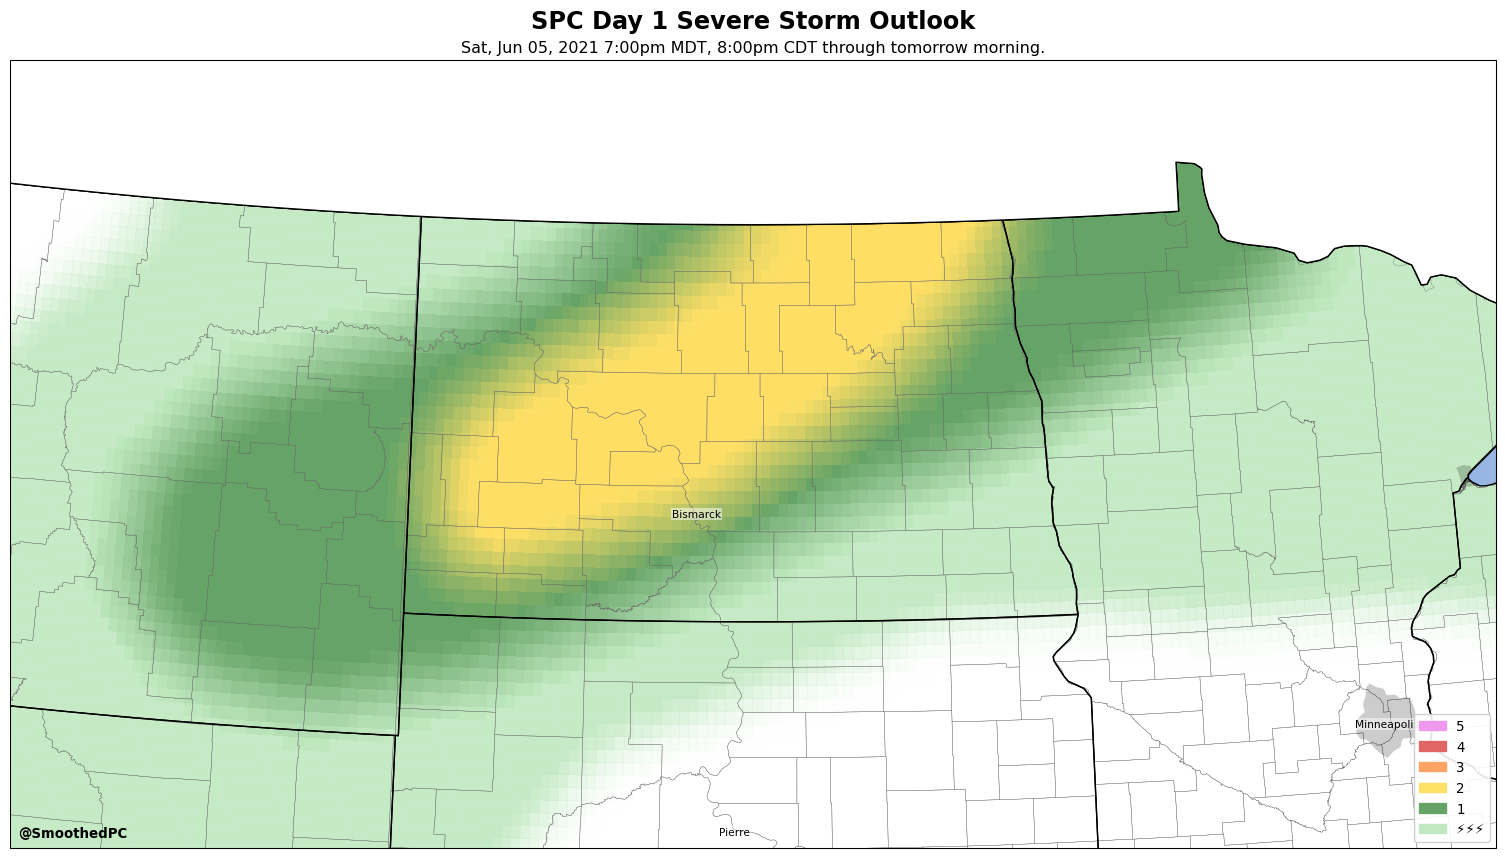 SPC Day 1 Severe Storm Outlook
Sat, Jun 05, 2021 7:00pm MDT, 8:00pm CDT through tomorrow morning.
Bismarck
Minneapoli
5
4
3
2
1
⚡⚡⚡
Pierre
@SmoothedPC